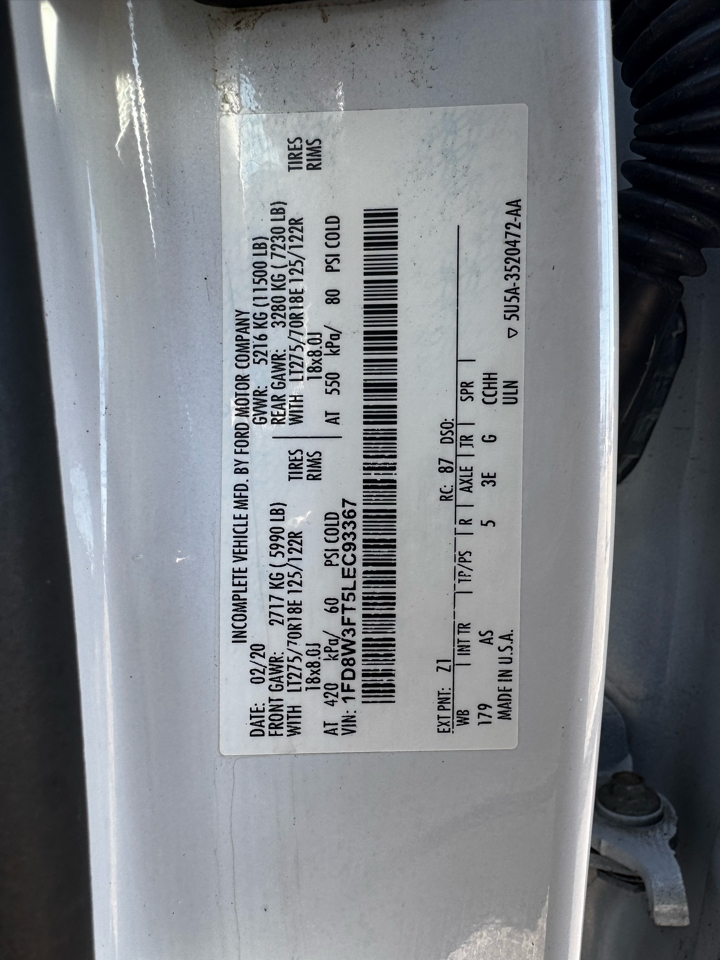 INCOMPLETE VEHICLE MFD. BY FORD MOTOR COMPANY
DATE: 02/20 GVWR: 5216 KG (11500 LB)
FRONT GAWR: 2717 KG ( 5990 LB) REAR GAWR: 3280 KG ( 7230 LB)
WITH LT275/70R18E 125/122R TIRES WITH LT275/70R18E 125/122R TIRES
18x8.0J RIMS 18x8.0J RIMS
AT 420 kPa/ 60 PSI COLD AT 550 kPa/ 80 PSI COLD
VIN: 1FD8W3FT5LEC93367
EXT PNT: Z1 RC: 87 DSO:
WB | INT TR | TP/PS | R | AXLE | TR | SPR |
179 AS 5 3E G CCHH
MADE IN U.S.A. ULN
▽ 5U5A-3520472-AA